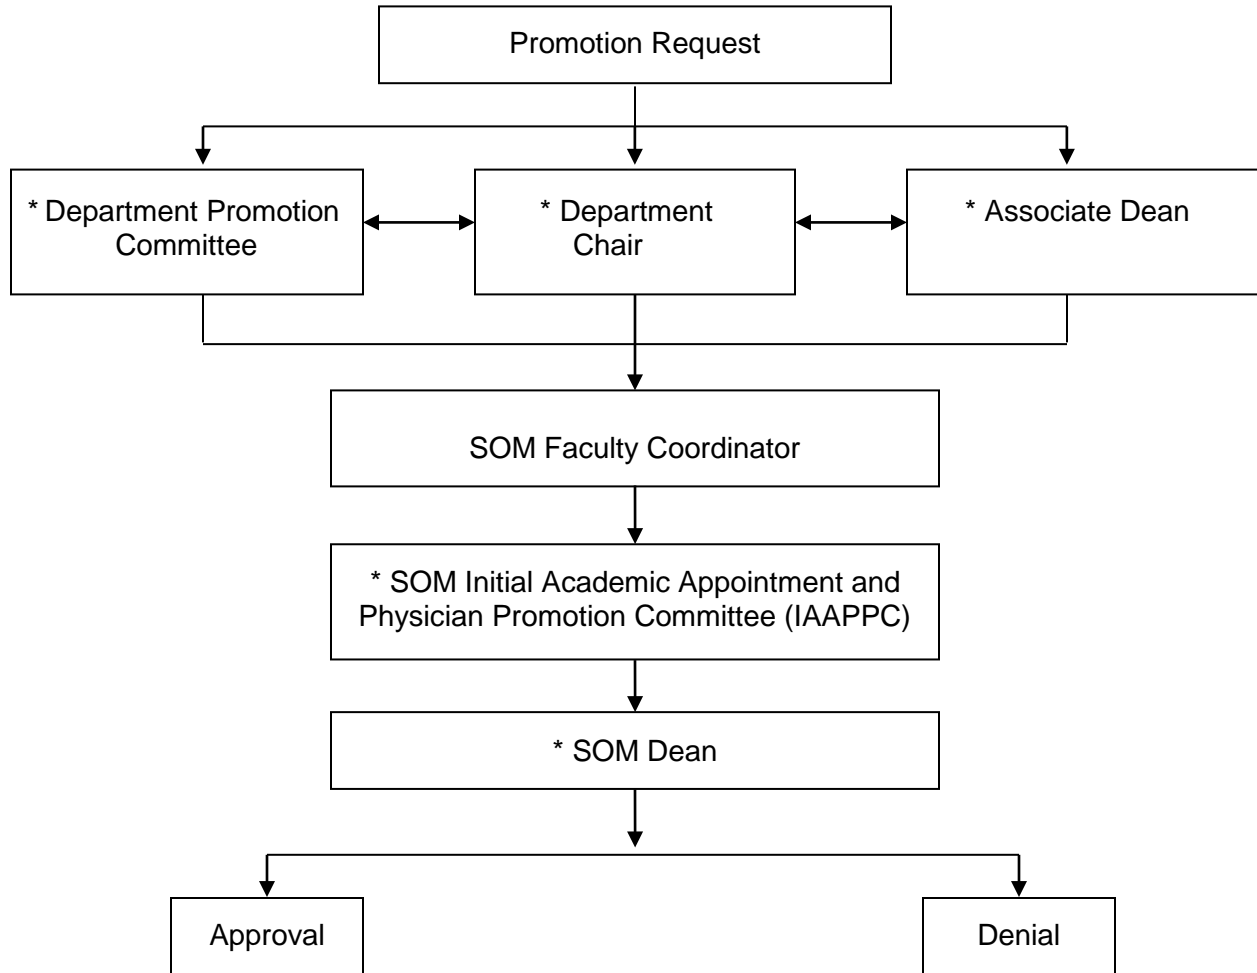 Promotion Request
* Department Promotion
Committee
* Department
Chair
* Associate Dean
SOM Faculty Coordinator
* SOM Initial Academic Appointment and
Physician Promotion Committee (IAAPPC)
* SOM Dean
Approval
Denial